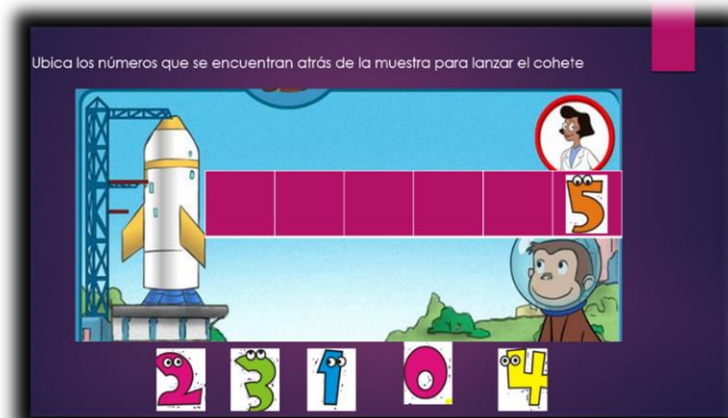 Ubica los números que se encuentran atrás de la muestra para lanzar el cohete
5
2 3 1 0 4